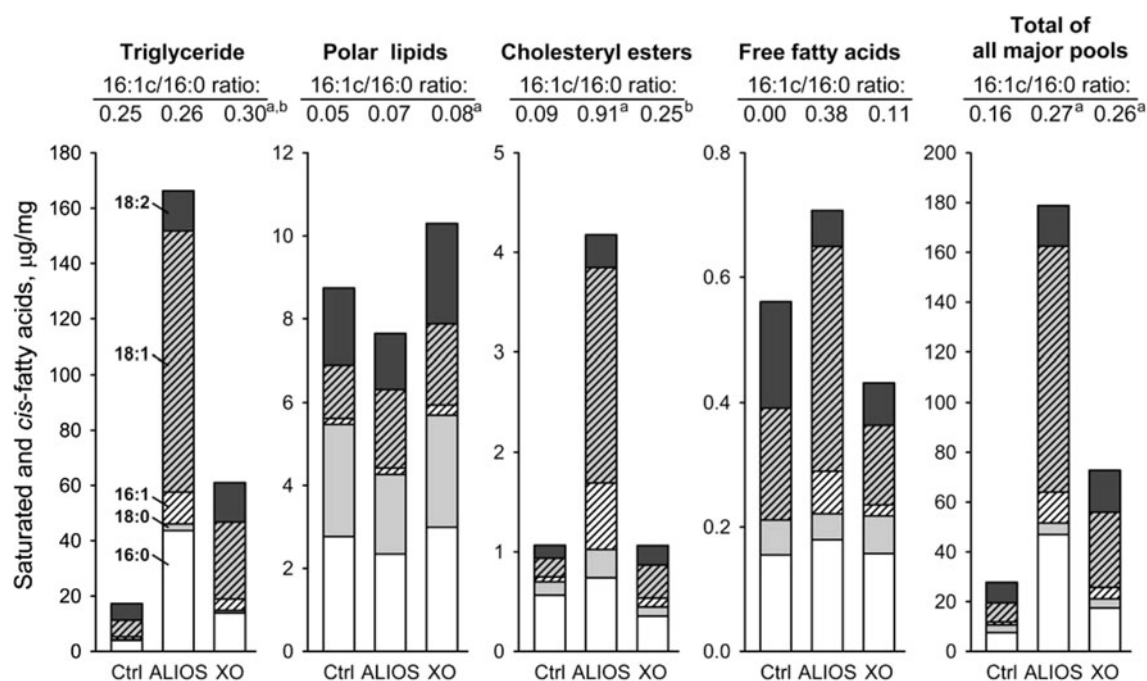 Triglyceride
16:1c/16:0 ratio:
0.25 0.26 0.30a,b
Polar lipids
16:1c/16:0 ratio:
0.05 0.07 0.08a
Cholesteryl esters
16:1c/16:0 ratio:
0.09 0.91a 0.25b
Free fatty acids
16:1c/16:0 ratio:
0.00 0.38 0.11
Total of
all major pools
16:1c/16:0 ratio:
0.16 0.27a 0.26a
Saturated and cis-fatty acids, µg/mg
180
160
140
120
100
80
60
40
20
0
18:2
18:1
16:1
18:0
16:0
Ctrl ALIOS XO
12
10
8
6
4
2
0
Ctrl ALIOS XO
5
4
3
2
1
0
Ctrl ALIOS XO
0.8
0.6
0.4
0.2
0.0
Ctrl ALIOS XO
200
180
160
140
120
100
80
60
40
20
0
Ctrl ALIOS XO